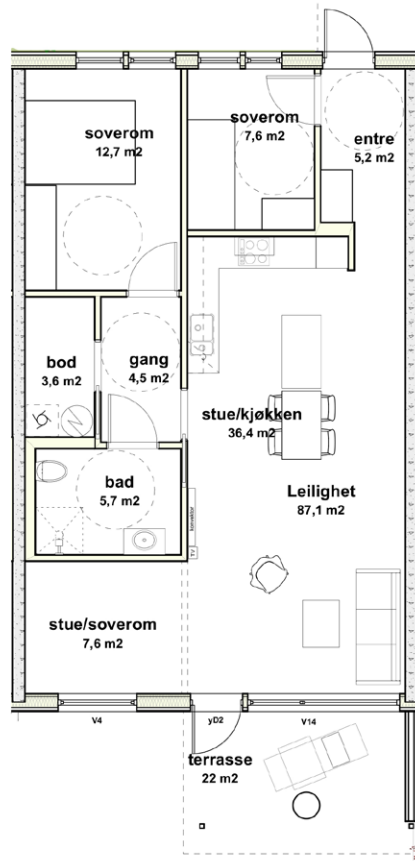 soverom
12,7 m2
soverom
7,6 m2
entre
5,2 m2
bod
3,6 m2
gang
4,5 m2
stue/kjøkken
36,4 m2
bad
5,7 m2
Leilighet
87,1 m2
TV
stue/soverom
7,6 m2
V4
yD2
V14
terrasse
22 m2